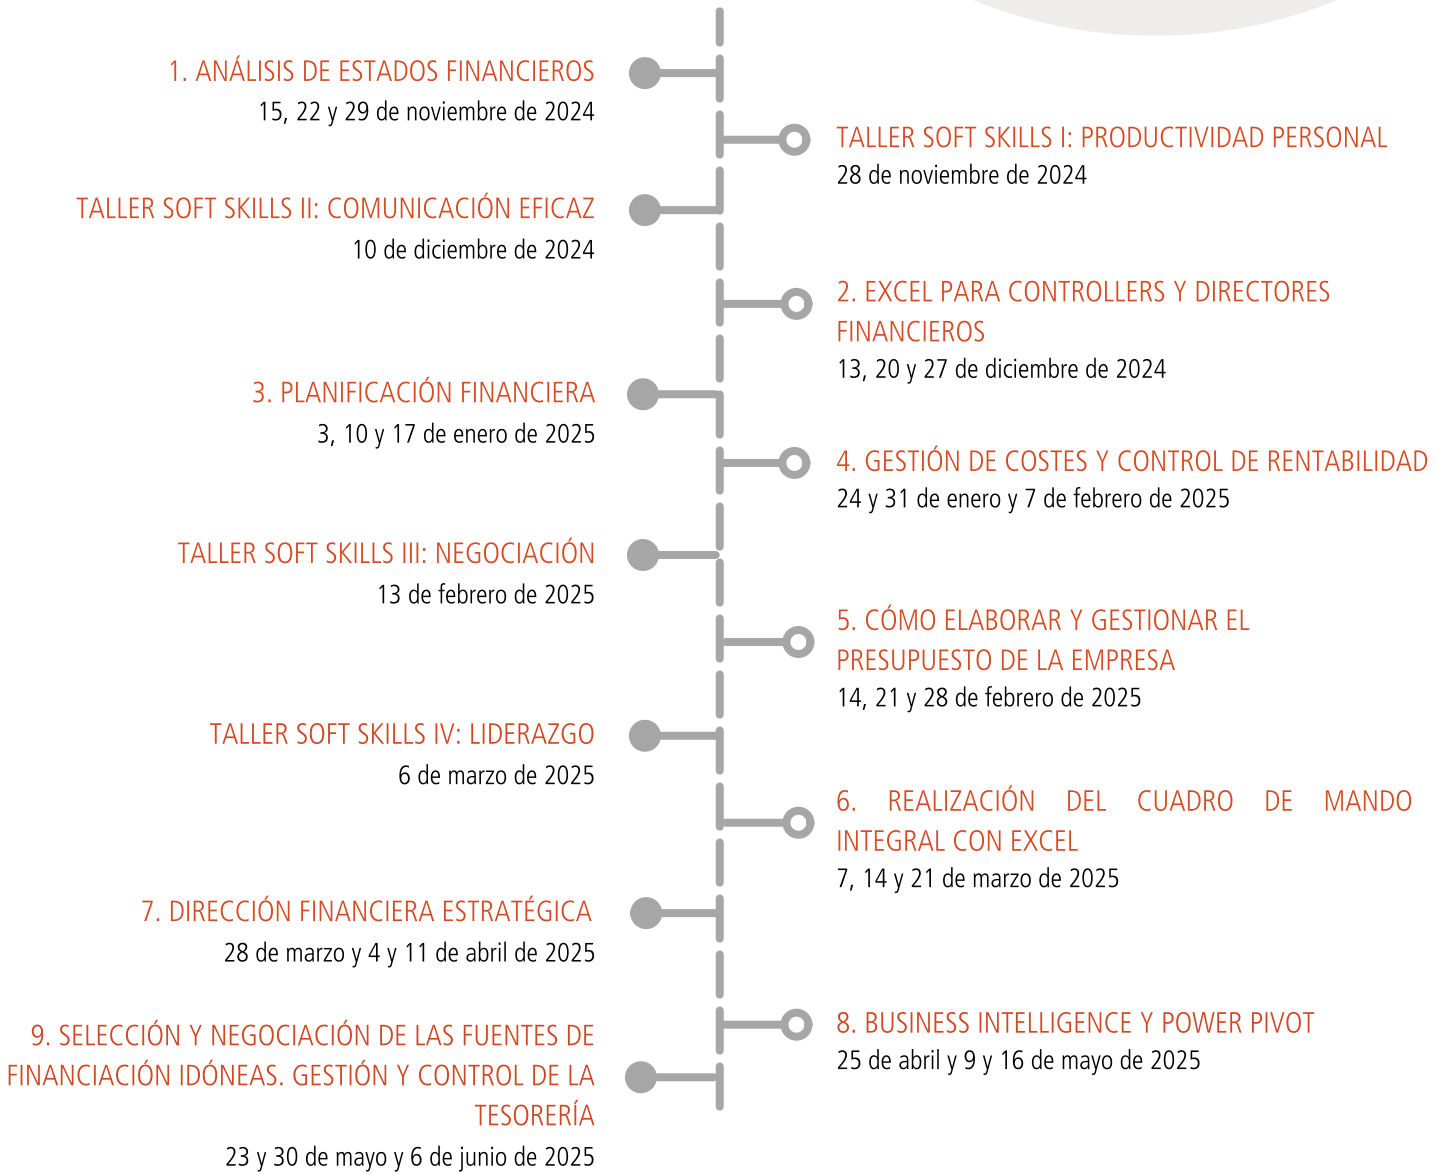 1. ANÁLISIS DE ESTADOS FINANCIEROS
15, 22 y 29 de noviembre de 2024
TALLER SOFT SKILLS I: PRODUCTIVIDAD PERSONAL
28 de noviembre de 2024
TALLER SOFT SKILLS II: COMUNICACIÓN EFICAZ
10 de diciembre de 2024
2. EXCEL PARA CONTROLLERS Y DIRECTORES
FINANCIEROS
13, 20 y 27 de diciembre de 2024
3. PLANIFICACIÓN FINANCIERA
3, 10 y 17 de enero de 2025
4. GESTIÓN DE COSTES Y CONTROL DE RENTABILIDAD
24 y 31 de enero y 7 de febrero de 2025
TALLER SOFT SKILLS III: NEGOCIACIÓN
13 de febrero de 2025
5. CÓMO ELABORAR Y GESTIONAR EL
PRESUPUESTO DE LA EMPRESA
14, 21 y 28 de febrero de 2025
TALLER SOFT SKILLS IV: LIDERAZGO
6 de marzo de 2025
6. REALIZACIÓN DEL CUADRO DE MANDO
INTEGRAL CON EXCEL
7, 14 y 21 de marzo de 2025
7. DIRECCIÓN FINANCIERA ESTRATÉGICA
28 de marzo y 4 y 11 de abril de 2025
8. BUSINESS INTELLIGENCE Y POWER PIVOT
25 de abril y 9 y 16 de mayo de 2025
9. SELECCIÓN Y NEGOCIACIÓN DE LAS FUENTES DE
FINANCIACIÓN IDÓNEAS. GESTIÓN Y CONTROL DE LA
TESORERÍA
23 y 30 de mayo y 6 de junio de 2025